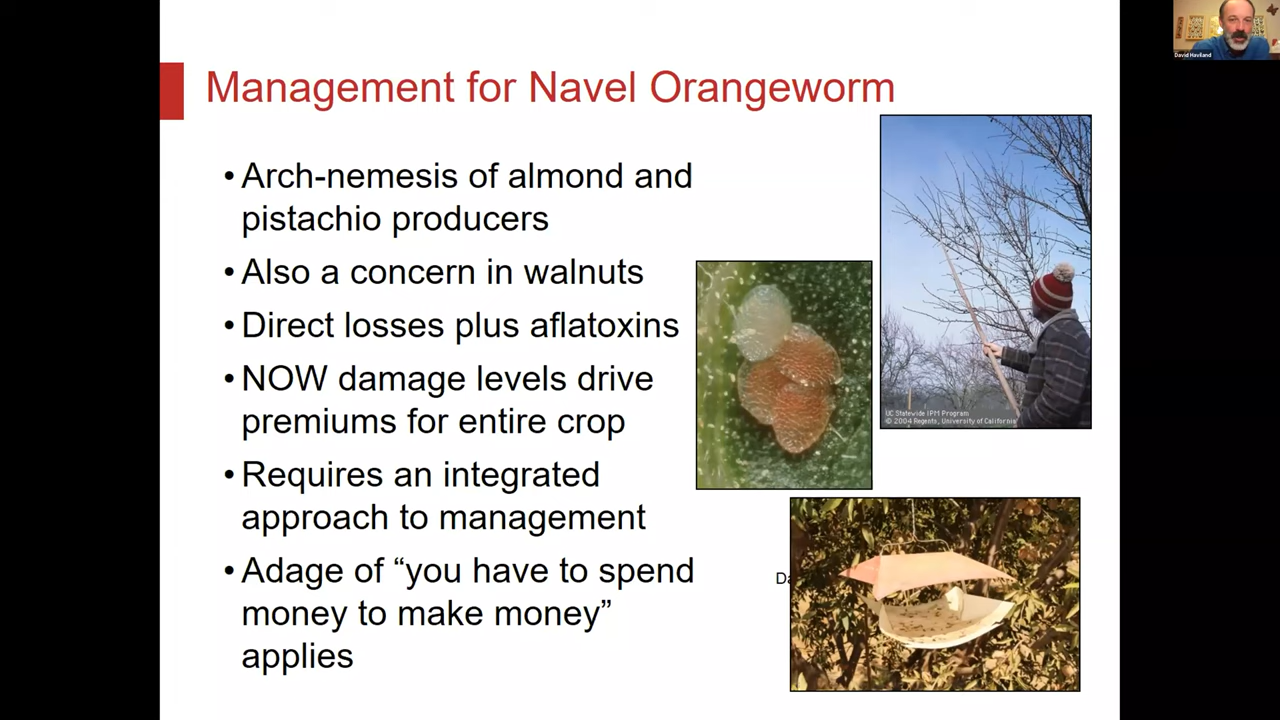 David Haviland
Management for Navel Orangeworm
• Arch-nemesis of almond and
pistachio producers
• Also a concern in walnuts
• Direct losses plus aflatoxins
• NOW damage levels drive
premiums for entire crop
• Requires an integrated
approach to management
• Adage of “you have to spend
money to make money”
applies
UC Statewide IPM Program
© 2004 Regents, University of California